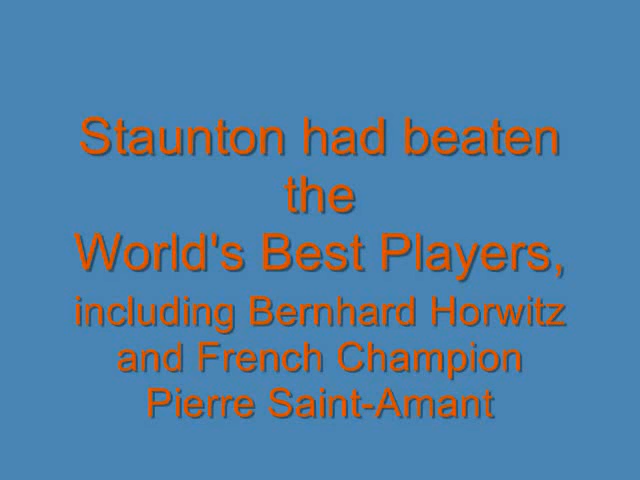 Staunton had beaten
the
World's Best Players,
including Bernhard Horwitz
and French Champion
Pierre Saint-Amant